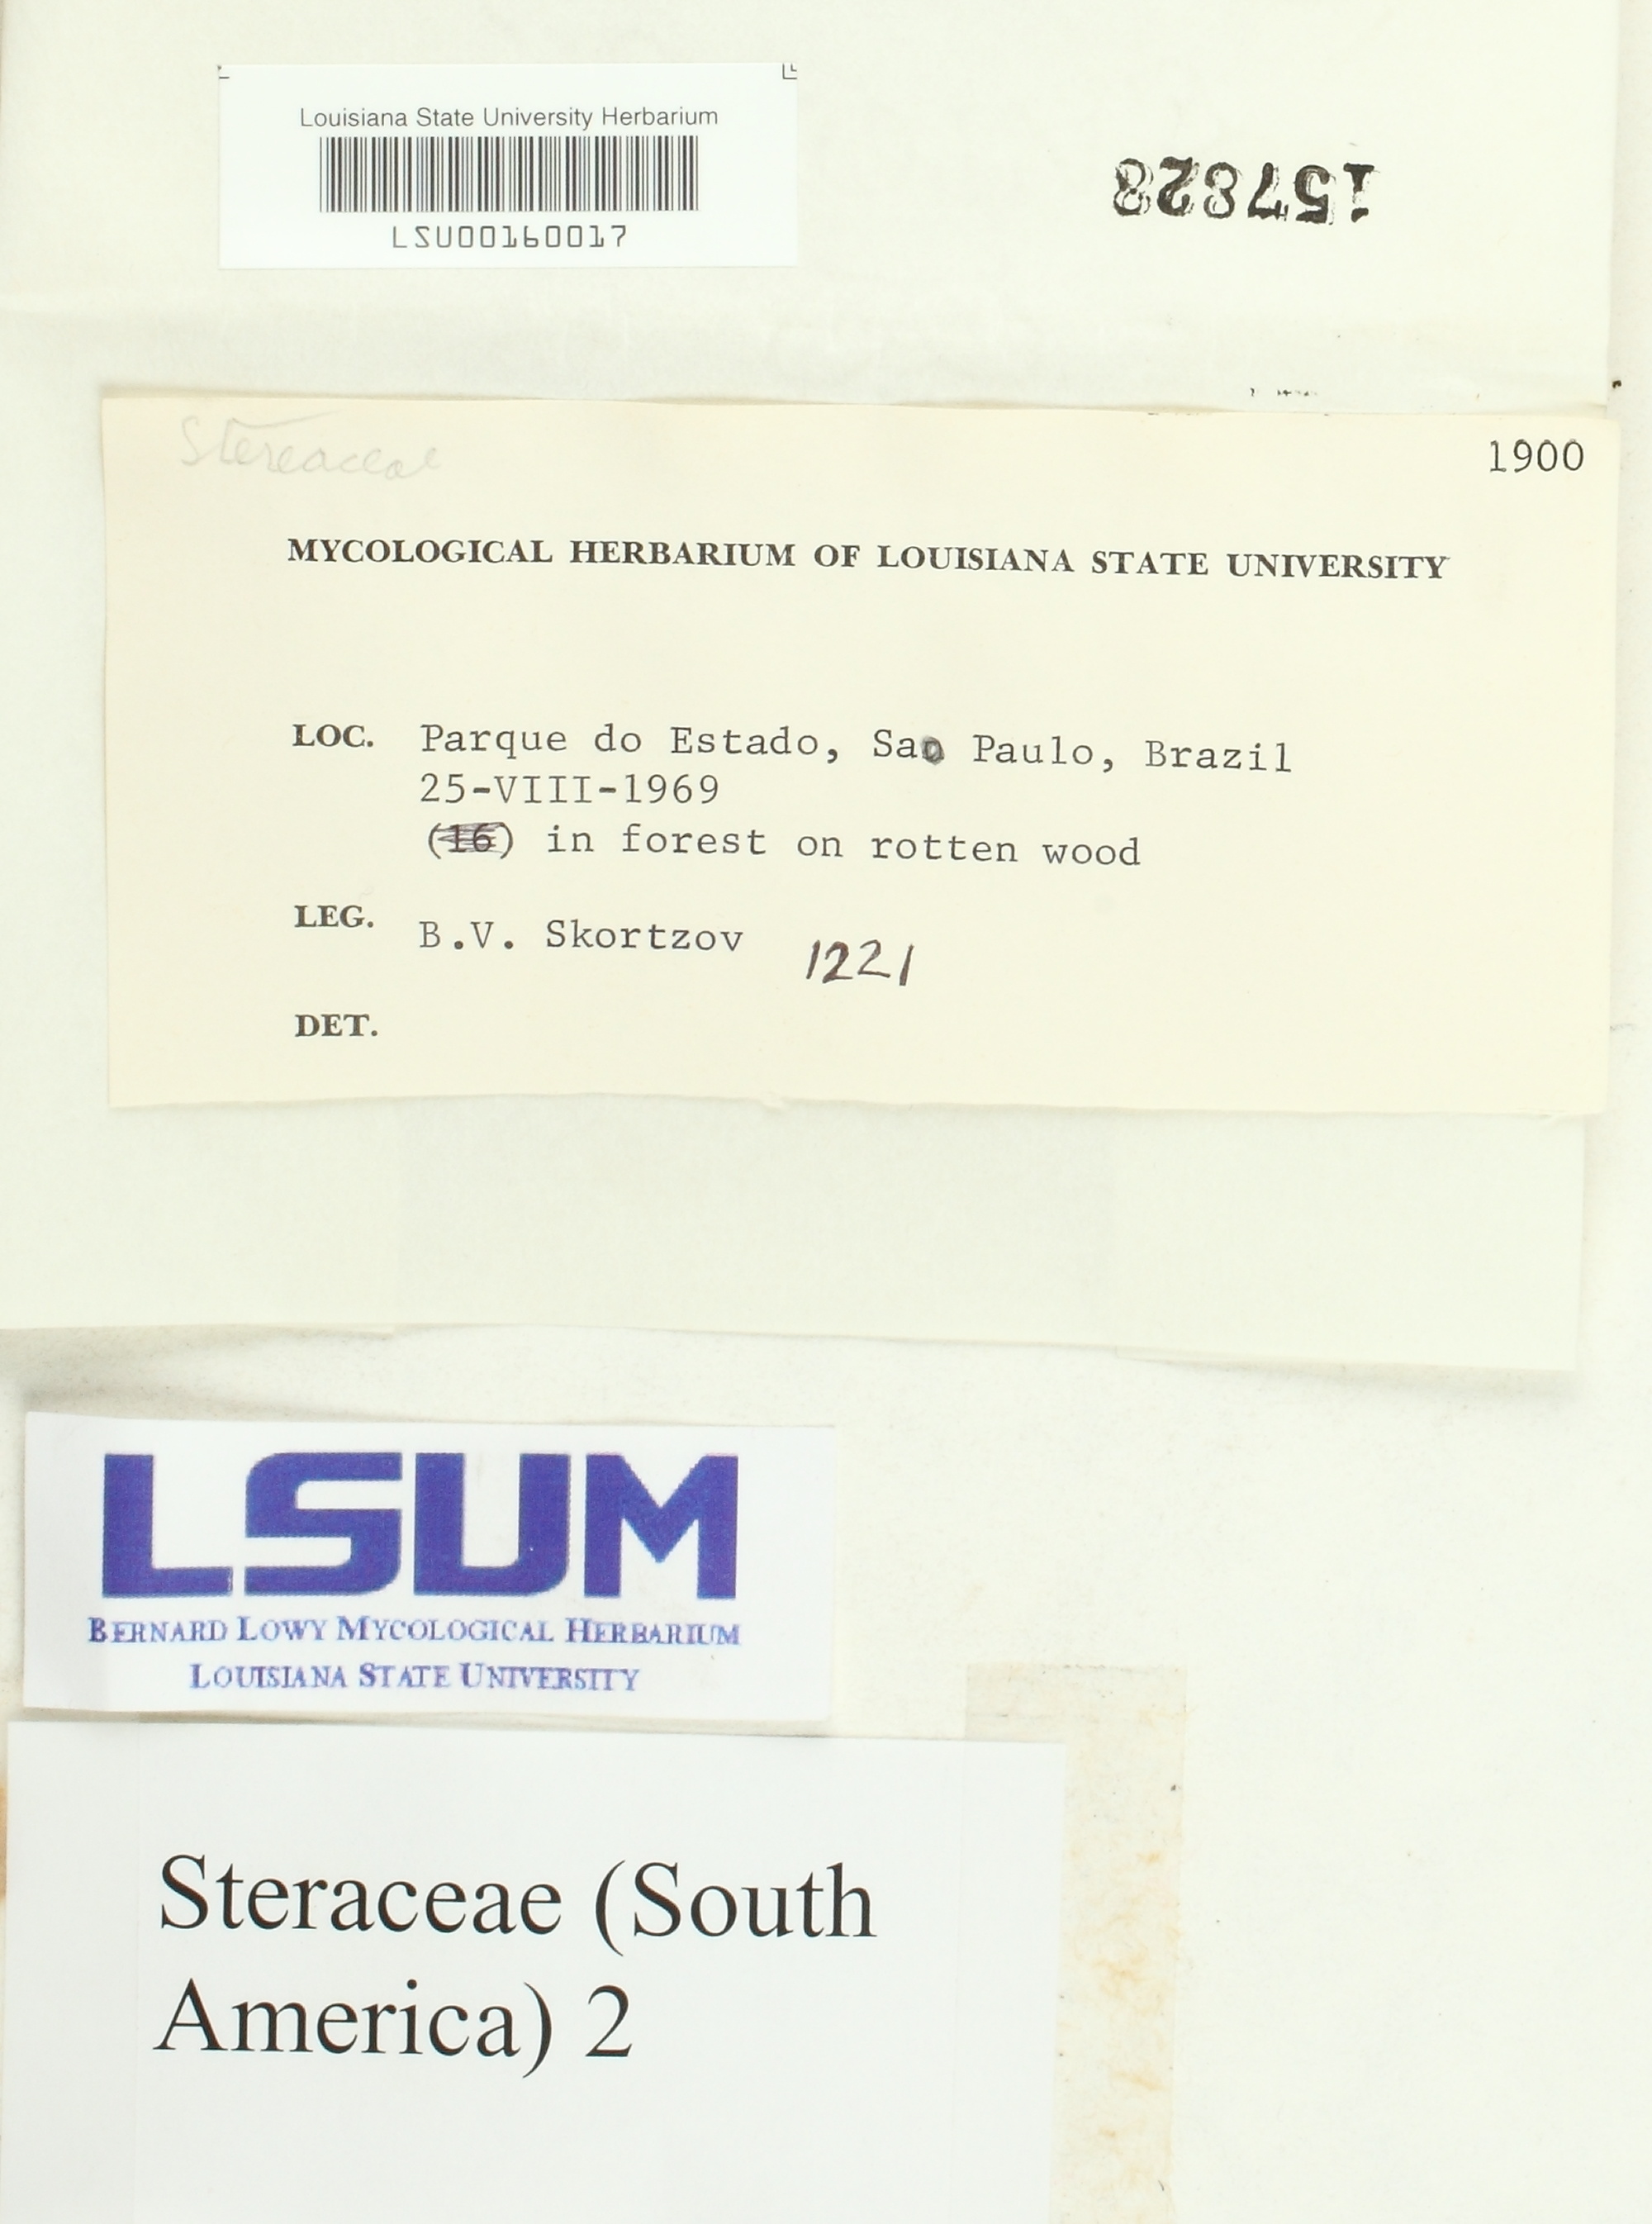 Louisiana State University Herbarium
LSU00160017
157828
Stereaceae
1900
MYCOLOGICAL HERBARIUM OF LOUISIANA STATE UNIVERSITY
LOC. Parque do Estado, Sao Paulo, Brazil
25-VIII-1969
(16) in forest on rotten wood
LEG. B.V. Skortzov 1221
DET.
LSUM
BERNARD LOWY MYCOLOGICAL HERBARIUM
LOUISIANA STATE UNIVERSITY
Steraceae (South
America) 2